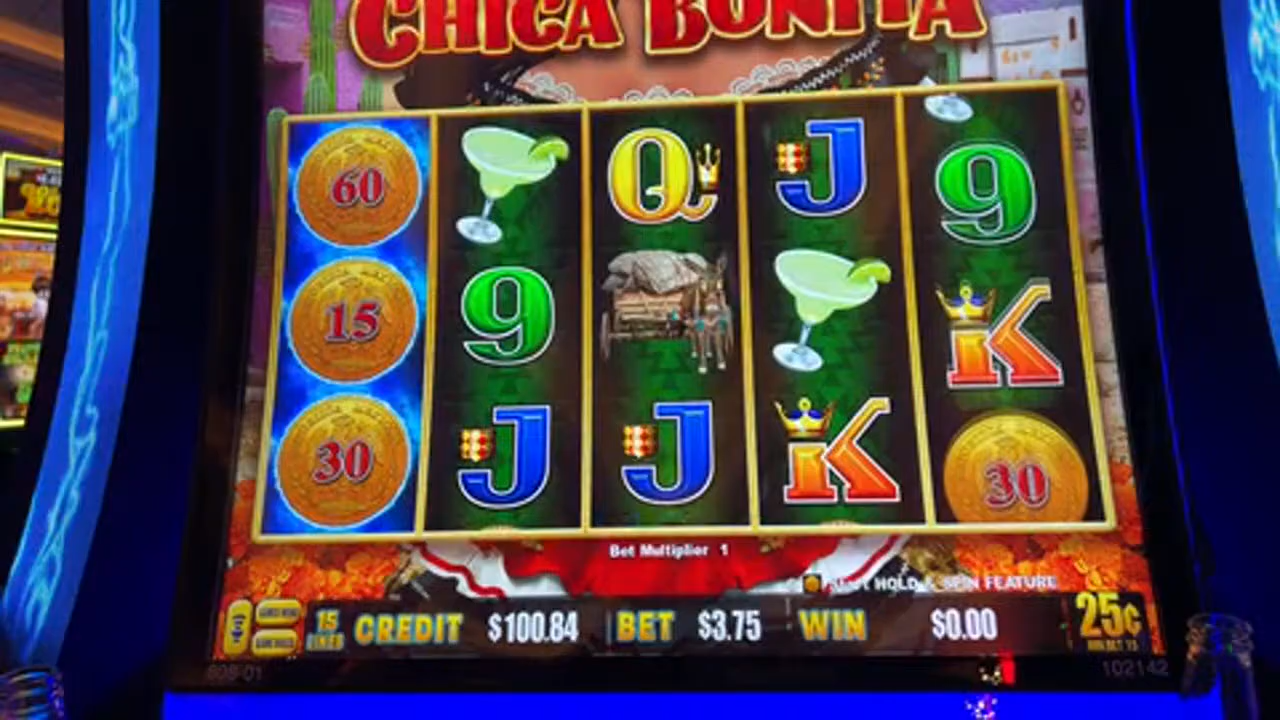 CHICA BONITA
60 Q J 9
15 9 K
30 J J K 30
Bet Multiplier 1
HOLD & SPIN FEATURE
15 LINES CREDIT $100.84 BET $3.75 WIN $0.00 25¢
102142